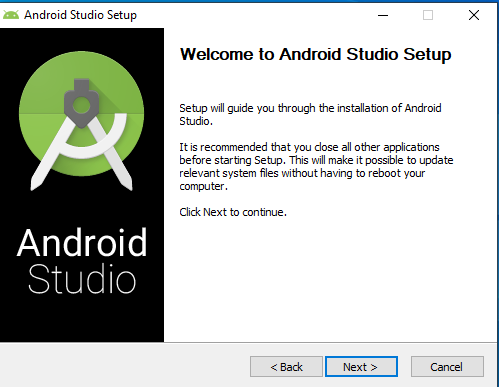 Android Studio Setup
Welcome to Android Studio Setup
Setup will guide you through the installation of Android
Studio.
It is recommended that you close all other applications
before starting Setup. This will make it possible to update
relevant system files without having to reboot your
computer.
Click Next to continue.
Android
Studio
< Back
Next >
Cancel